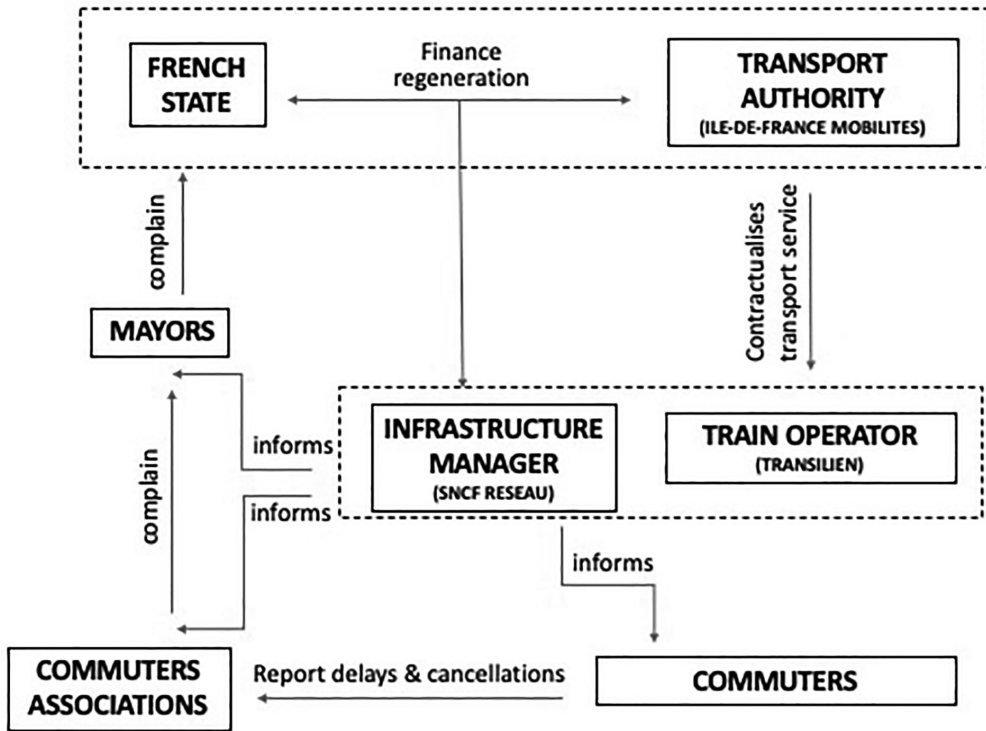 FRENCH
STATE
Finance
regeneration
TRANSPORT
AUTHORITY
(ILE-DE-FRANCE MOBILITES)
complain
Contractualises
transport service
MAYORS
informs
INFRASTRUCTURE
MANAGER
(SNCF RESEAU)
TRAIN OPERATOR
(TRANSILIEN)
complain
informs
informs
COMMUTERS
ASSOCIATIONS
Report delays & cancellations
COMMUTERS